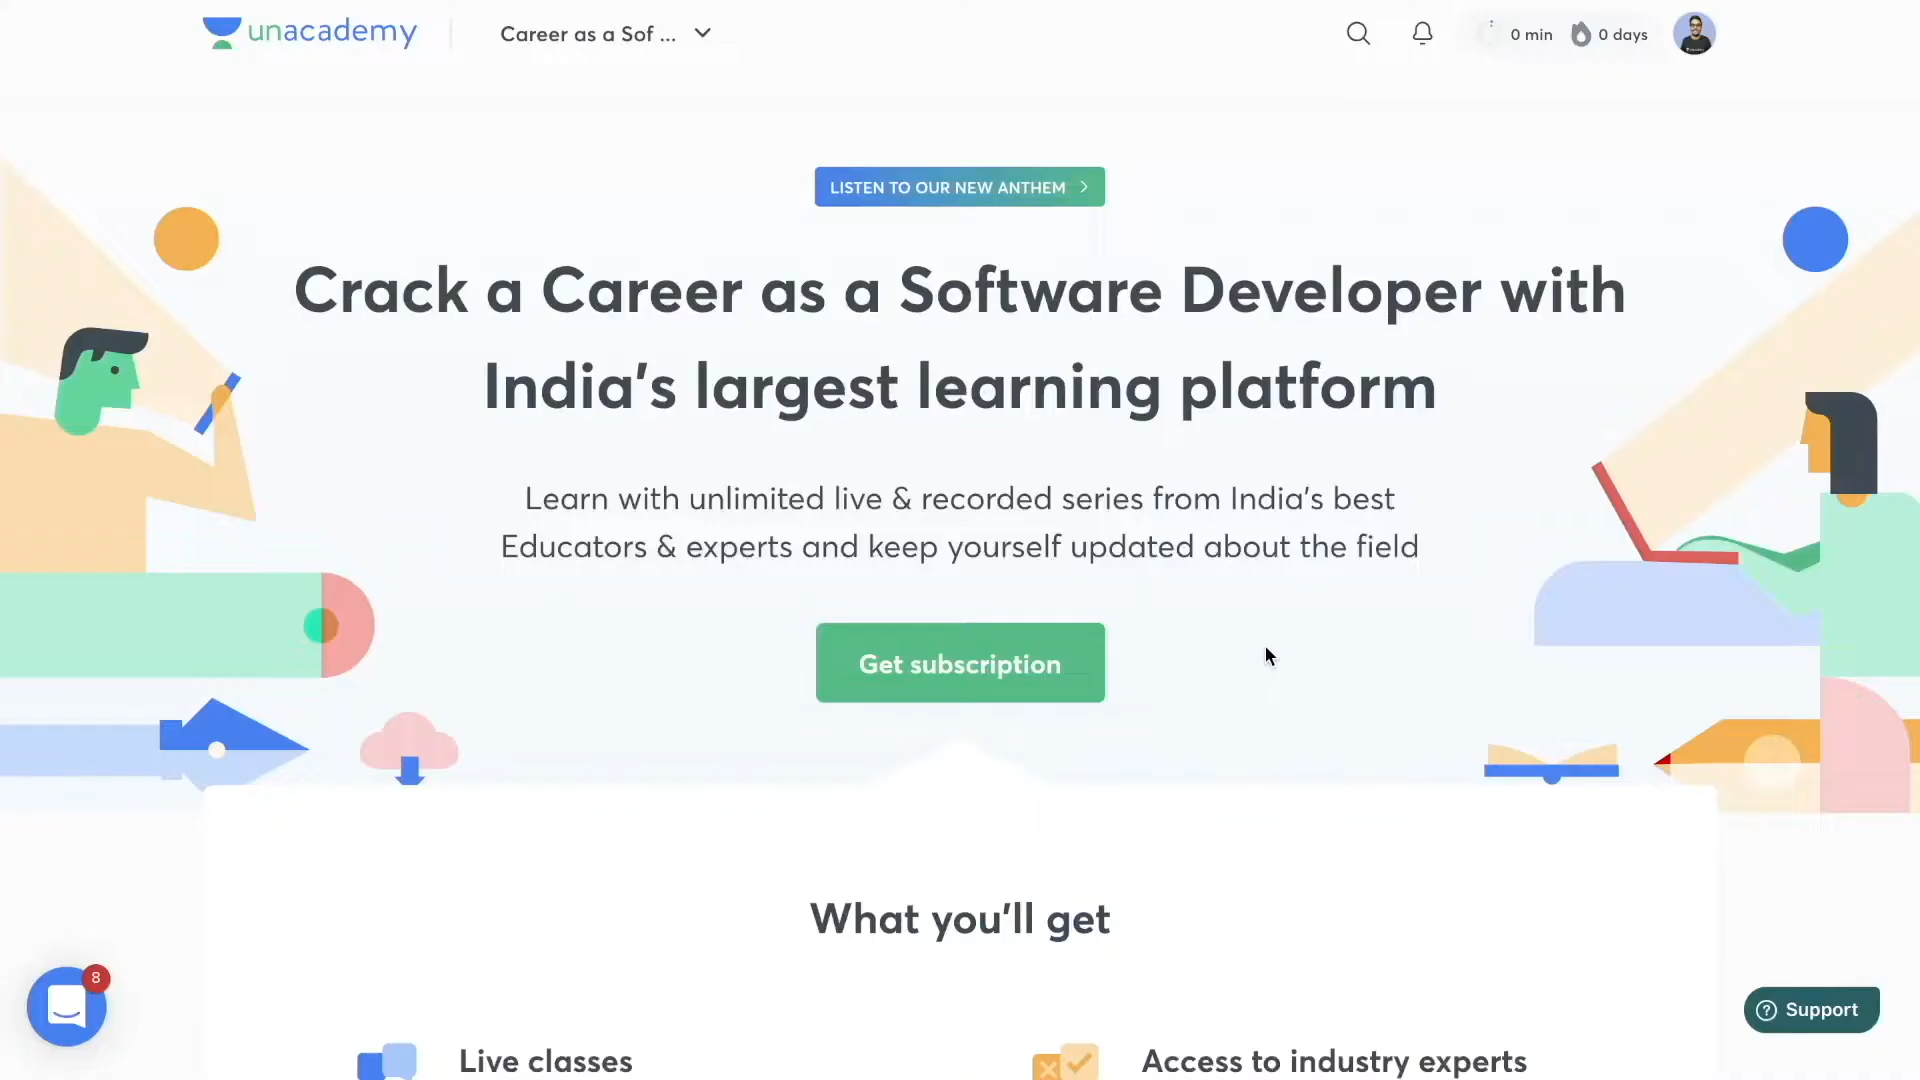 unacademy
Career as a Sof ...
0 min
0 days
LISTEN TO OUR NEW ANTHEM
Crack a Career as a Software Developer with
India's largest learning platform
Learn with unlimited live & recorded series from India's best
Educators & experts and keep yourself updated about the field
Get subscription
What you'll get
8
Support
Live classes
Access to industry experts